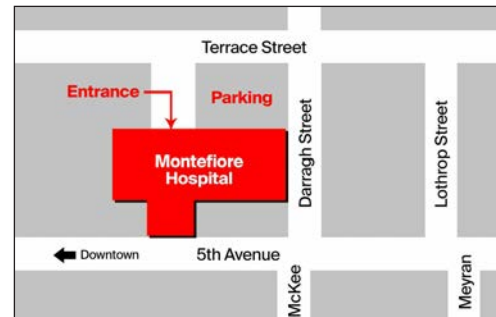 Terrace Street
Entrance
Parking
Montefiore
Hospital
Darragh Street
Lothrop Street
Downtown
5th Avenue
McKee
Meyran